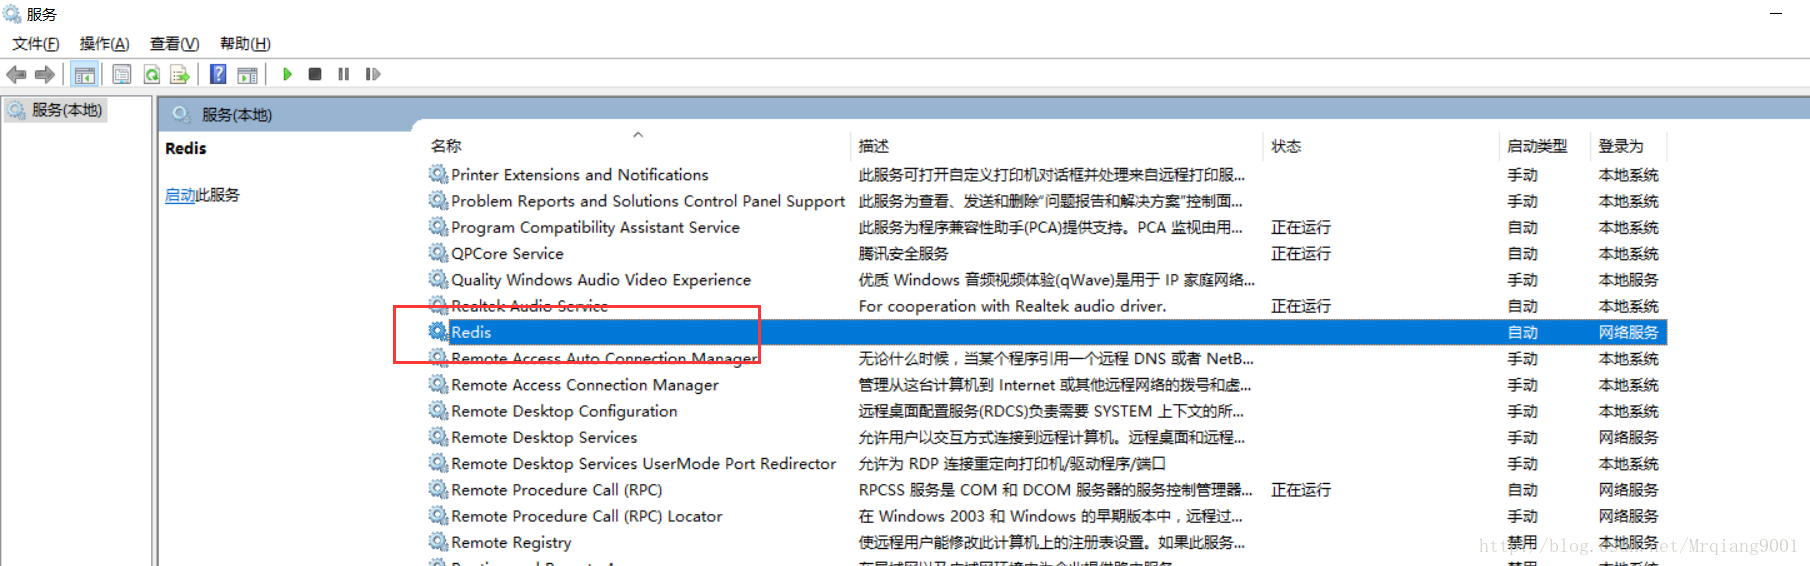 服务
文件(F) 操作(A) 查看(V) 帮助(H)
服务(本地)
服务(本地)
Redis
启动此服务
名称 描述 状态 启动类型 登录为
Printer Extensions and Notifications 此服务可打开自定义打印机对话框并处理来自远程打印服... 手动 本地系统
Problem Reports and Solutions Control Panel Support 此服务为查看、发送和删除"问题报告和解决方案"控制面... 手动 本地系统
Program Compatibility Assistant Service 此服务为程序兼容性助手(PCA)提供支持。PCA 监视由用... 正在运行 自动 本地系统
QPCore Service 腾讯安全服务 正在运行 自动 本地系统
Quality Windows Audio Video Experience 优质 Windows 音频视频体验(qWave)是用于 IP 家庭网络... 手动 本地服务
Realtek Audio Service For cooperation with Realtek audio driver. 正在运行 自动 本地系统
Redis 自动 网络服务
Remote Access Auto Connection Manager 无论什么时候，当某个程序引用一个远程 DNS 或者 NetB... 手动 本地系统
Remote Access Connection Manager 管理从这台计算机到 Internet 或其他远程网络的拨号和虚... 手动 本地系统
Remote Desktop Configuration 远程桌面配置服务(RDCS)负责需要 SYSTEM 上下文的所... 手动 本地系统
Remote Desktop Services 允许用户以交互方式连接到远程计算机。远程桌面和远程... 手动 网络服务
Remote Desktop Services UserMode Port Redirector 允许为 RDP 连接重定向打印机/驱动程序/端口 手动 本地系统
Remote Procedure Call (RPC) RPCSS 服务是 COM 和 DCOM 服务器的服务控制管理器... 正在运行 自动 网络服务
Remote Procedure Call (RPC) Locator 在 Windows 2003 和 Windows 的早期版本中，远程过... 手动 网络服务
Remote Registry 使远程用户能修改此计算机上的注册表设置。如果此服务... 禁用 本地服务
http://blog.csdn.net/Mrqiang9001